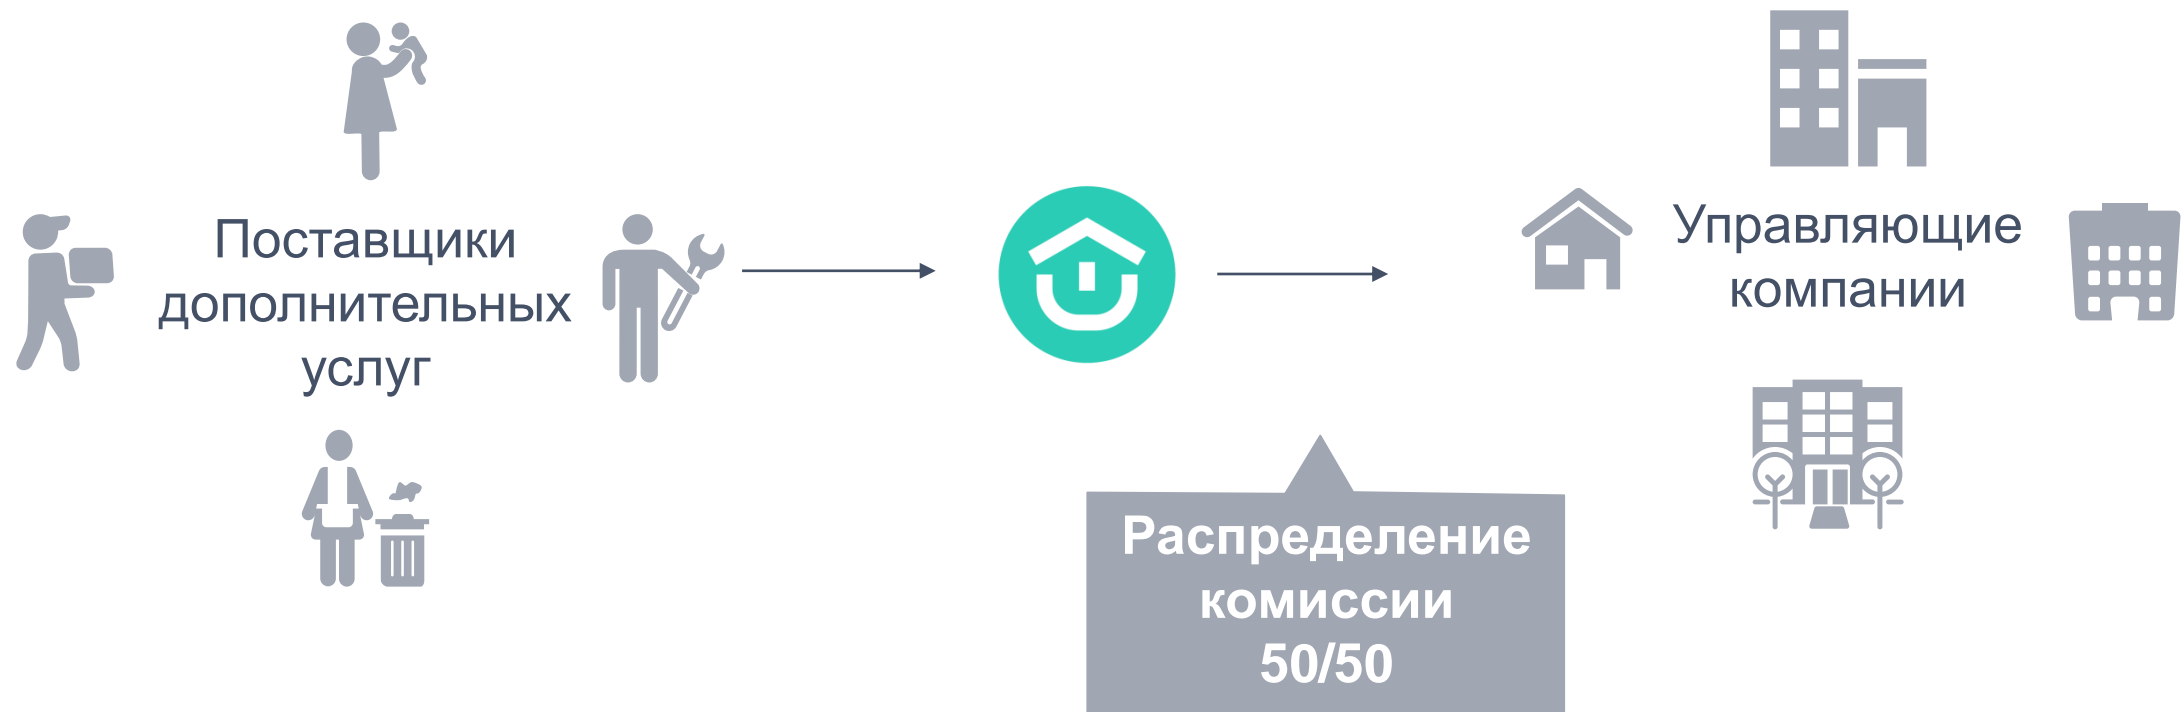 Поставщики
дополнительных
услуг
Управляющие
компании
Распределение
комиссии
50/50